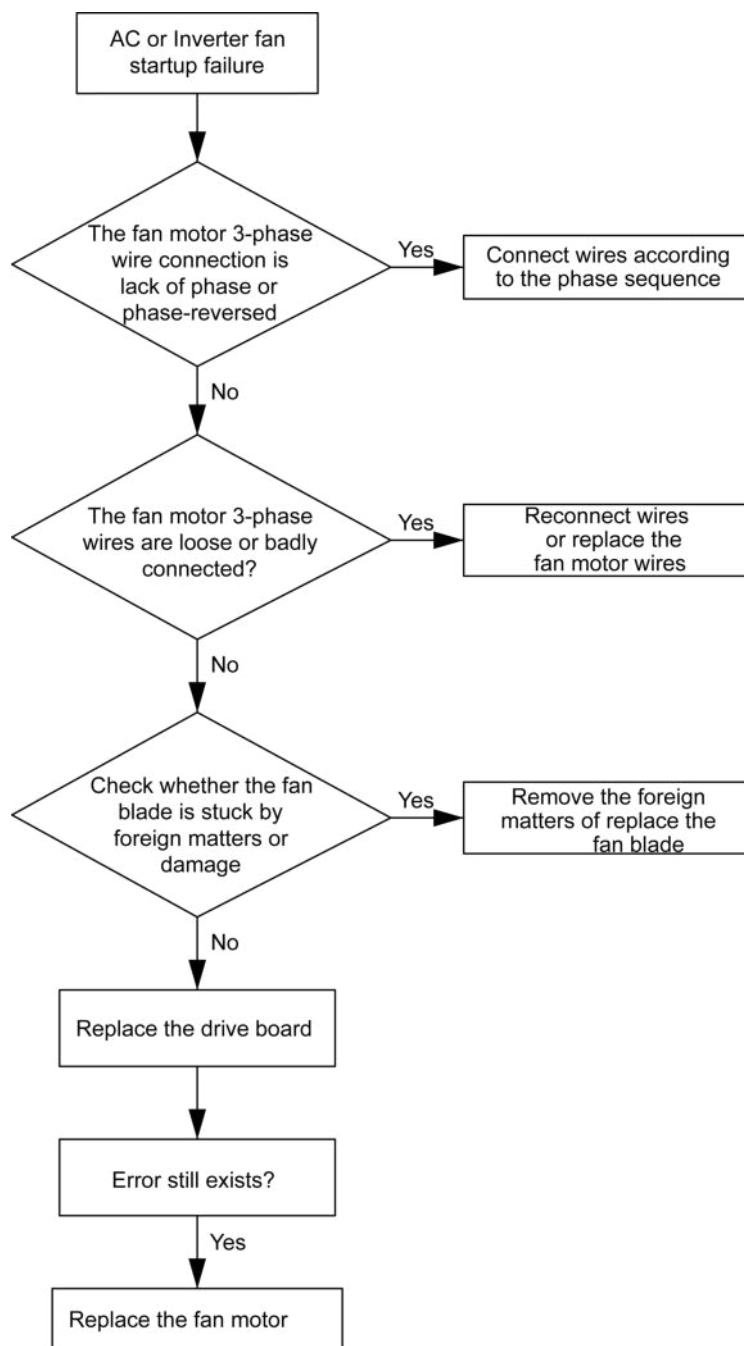 AC or Inverter fan
startup failure
The fan motor 3-phase
wire connection is
lack of phase or
phase-reversed
Yes
Connect wires according
to the phase sequence
No
The fan motor 3-phase
wires are loose or badly
connected?
Yes
Reconnect wires
or replace the
fan motor wires
No
Check whether the fan
blade is stuck by
foreign matters or
damage
Yes
Remove the foreign
matters of replace the
fan blade
No
Replace the drive board
Error still exists?
Yes
Replace the fan motor